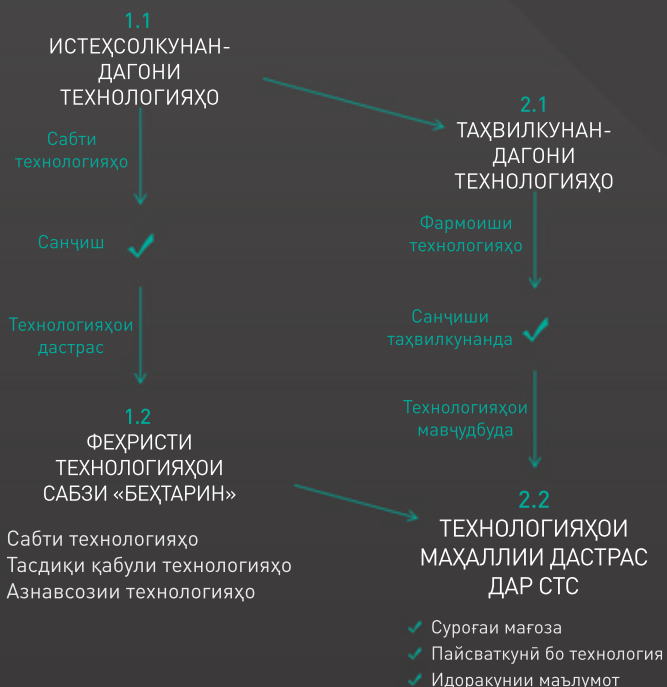 1.1
ИСТЕҲСОЛКУНАН-
ДАГОНИ
ТЕХНОЛОГИЯҲО
Сабти
технологияҳо
Санҷиш
Технологияҳои
дастрас
1.2
ФЕҲРИСТИ
ТЕХНОЛОГИЯҲОИ
САБЗИ «БЕҲТАРИН»
Сабти технологияҳо
Тасдиқи қабули технологияҳо
Азнавсозии технологияҳо
2.1
ТАҲВИЛКУНАН-
ДАГОНИ
ТЕХНОЛОГИЯҲО
Фармоиши
технологияҳо
Санҷиши
таҳвилкунанда
Технологияҳои
мавҷудбуда
2.2
ТЕХНОЛОГИЯҲОИ
МАҲАЛЛИИ ДАСТРАС
ДАР СТС
Суроғаи мағоза
Пайсваткунӣ бо технология
Идоракунии маълумот